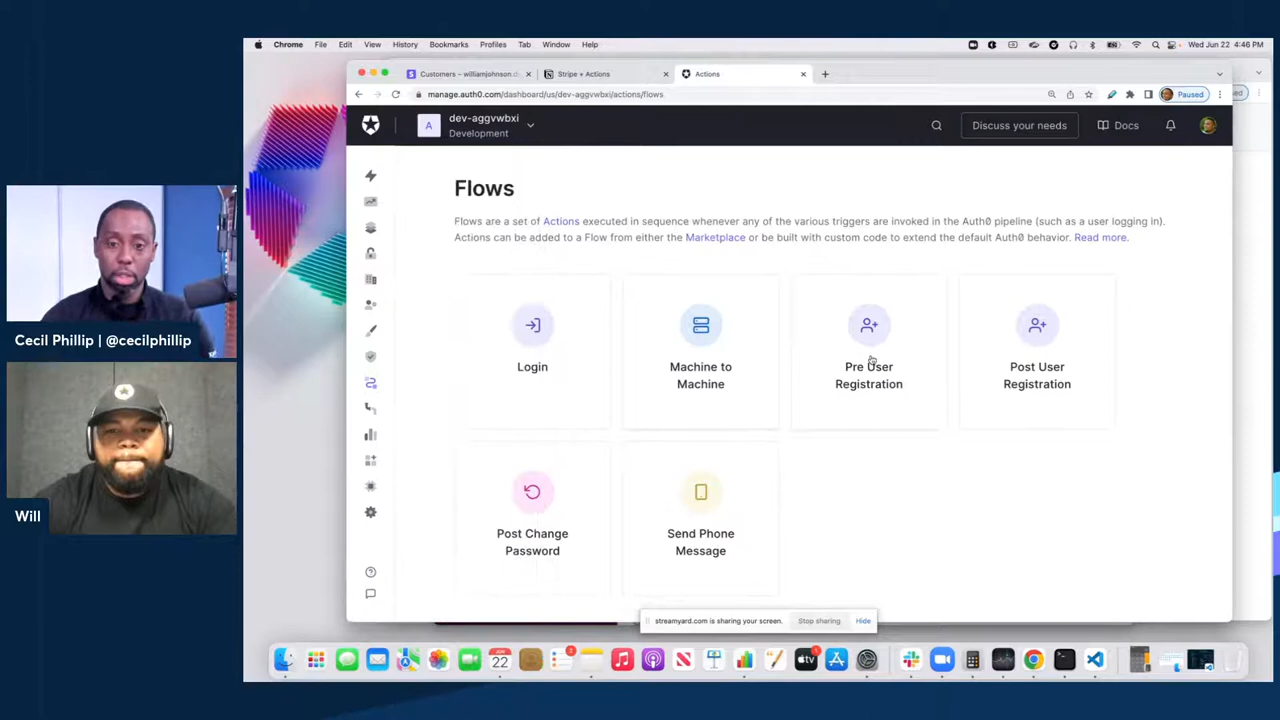 Chrome File Edit View History Bookmarks Profiles Tab Window Help
Wed Jun 22 4:46 PM
Customers – williamjohnson.d
Stripe + Actions
Actions
manage.auth0.com/dashboard/us/dev-aggvwbxi/actions/flows
Paused
A
dev-aggvwbxi
Development
Discuss your needs
Docs
Flows
Flows are a set of Actions executed in sequence whenever any of the various triggers are invoked in the Auth0 pipeline (such as a user logging in).
Actions can be added to a Flow from either the Marketplace or be built with custom code to extend the default Auth0 behavior. Read more.
Login
Machine to
Machine
Pre User
Registration
Post User
Registration
Post Change
Password
Send Phone
Message
streamyard.com is sharing your screen.
Stop sharing
Hide
Cecil Phillip | @cecilphillip
Will
JUN
22